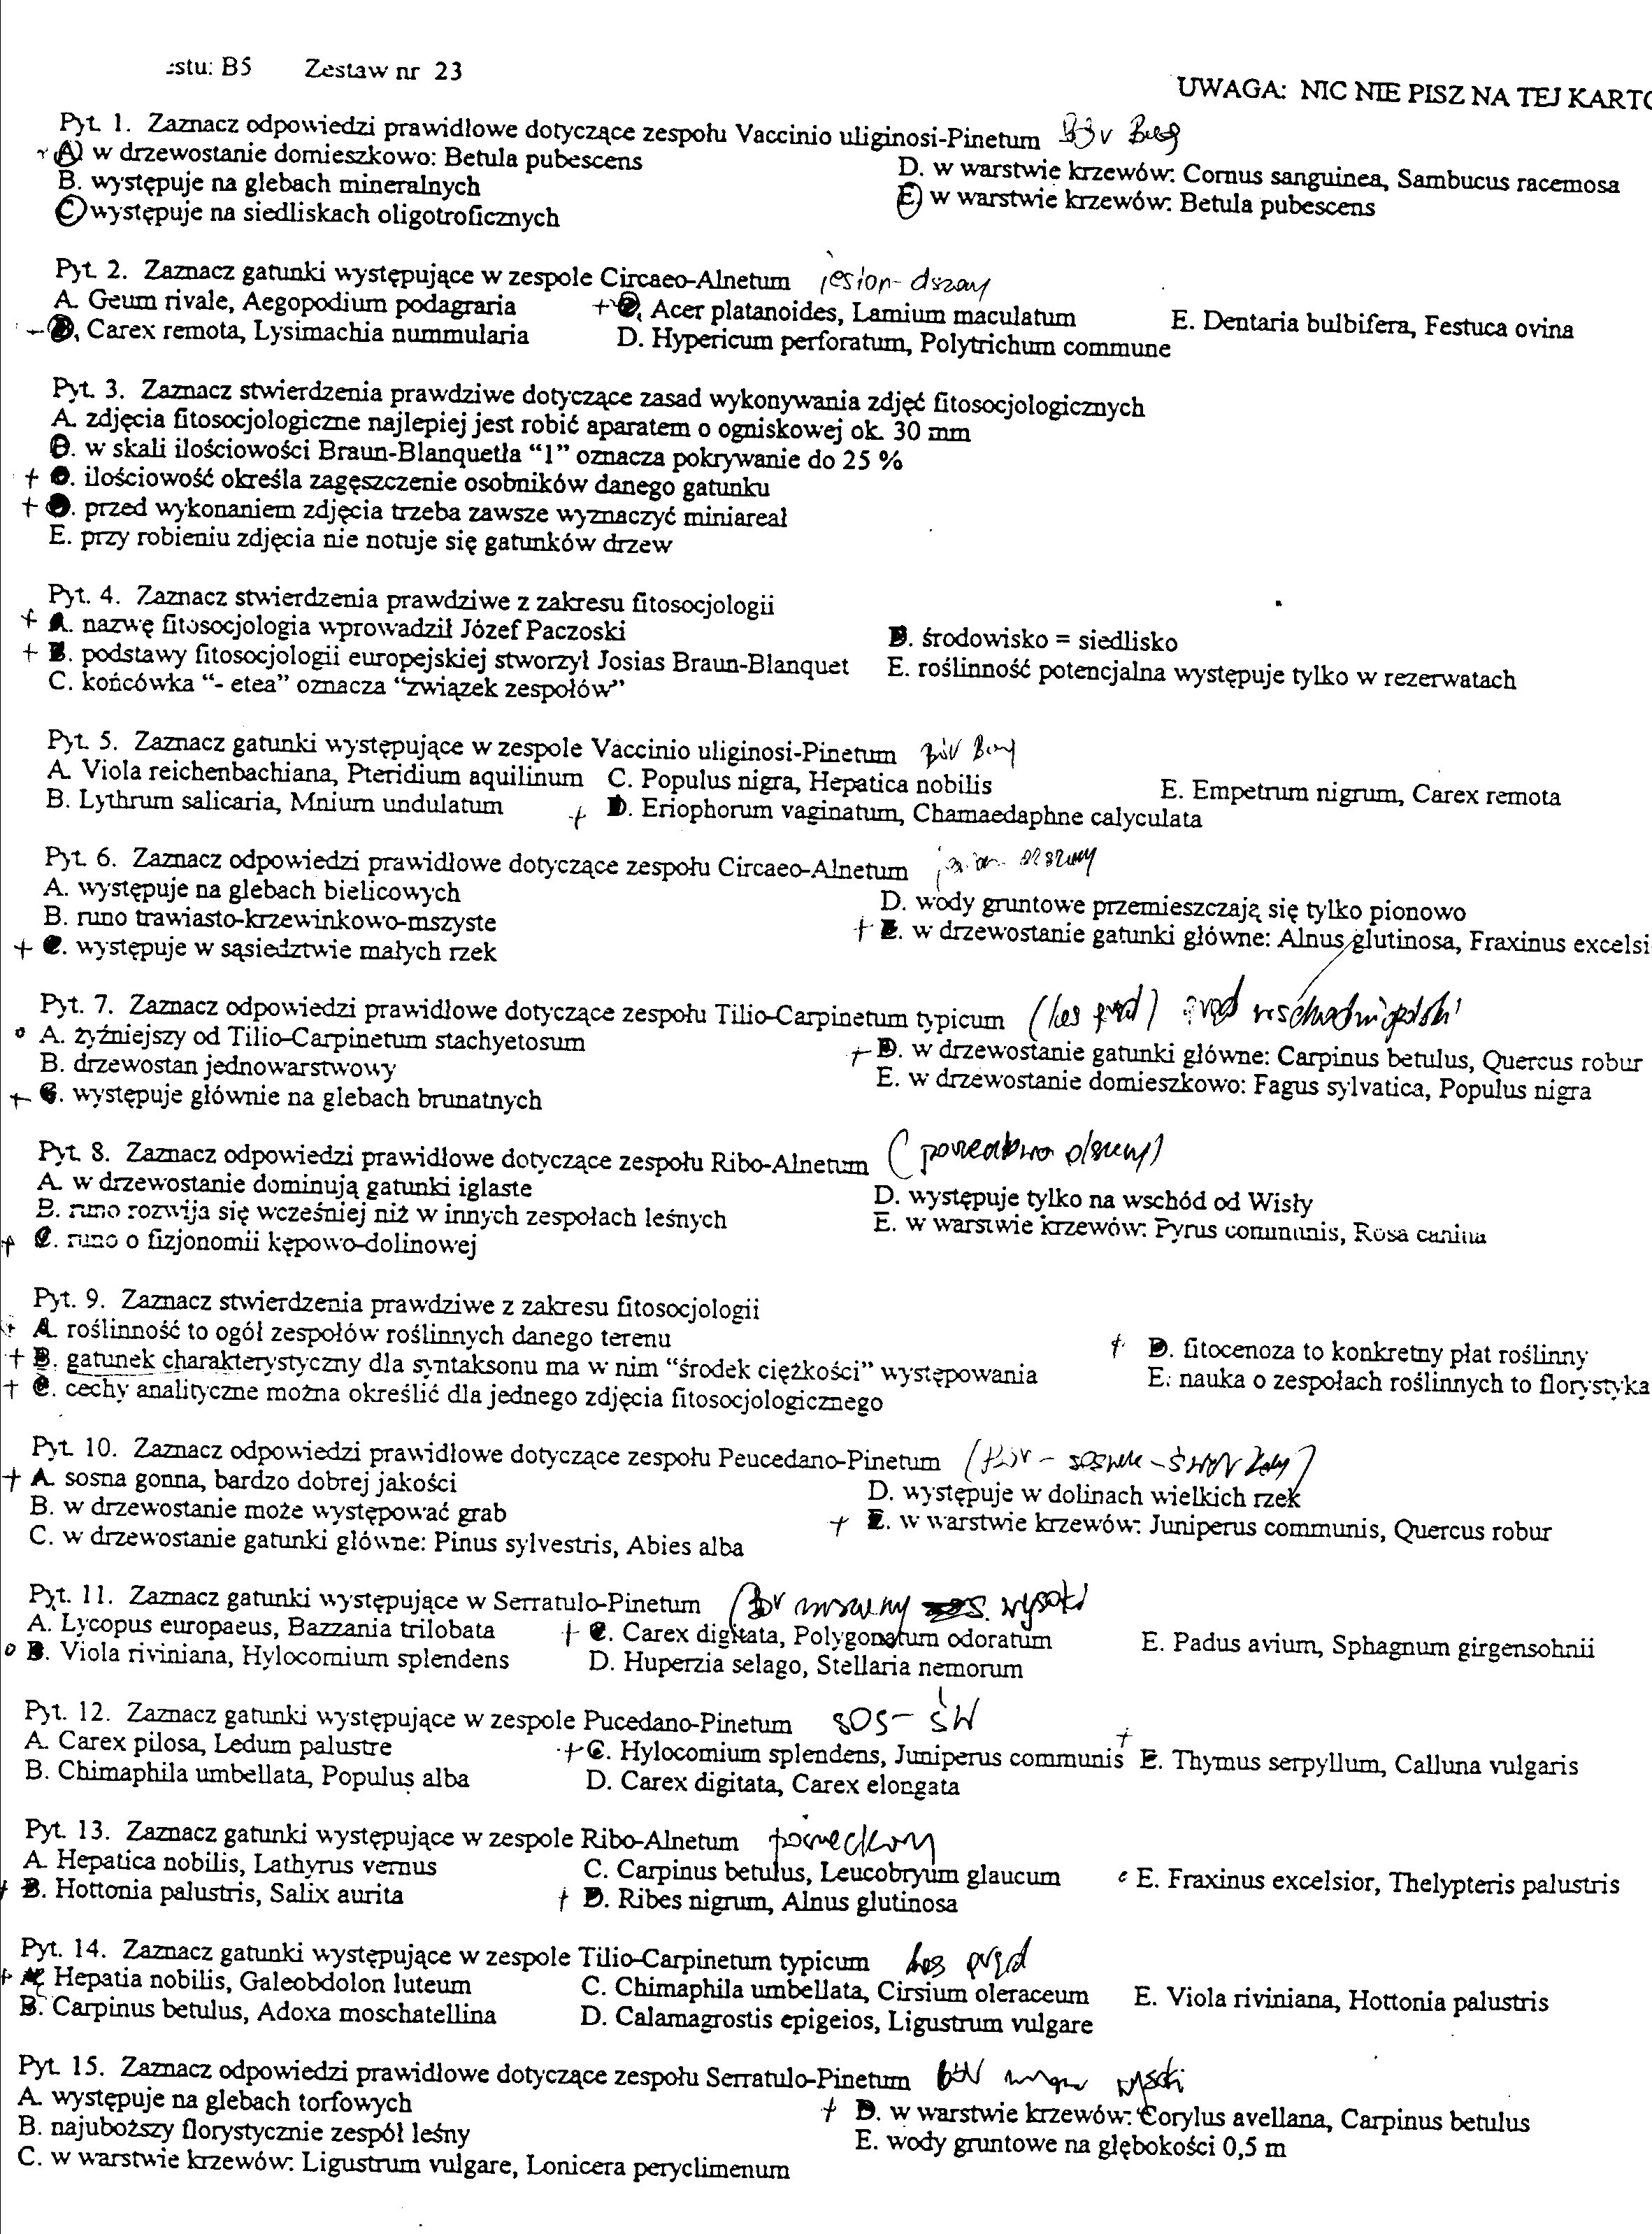 stu: B5 Zestaw nr 23
UWAGA: NIC NIE PISZ NA TEJ KARTC
Pyt. 1. Zaznacz odpowiedzi prawidłowe dotyczące zespołu Vaccinio uliginosi-Pinetum
+ A) w drzewostanie domieszkowo: Betula pubescens
B. występuje na glebach mineralnych
C) występuje na siedliskach oligotroficznych
D. w warstwie krzewów: Cornus sanguinea, Sambucus racemosa
E) w warstwie krzewów: Betula pubescens
Pyt. 2. Zaznacz gatunki występujące w zespole Circaeo-Alnetum jesion-olszowy
A. Geum rivale, Aegopodium podagraria
- B. Carex remota, Lysimachia nummularia
+ C. Acer platanoides, Lamium maculatum
D. Hypericum perforatum, Polytrichum commune
E. Dentaria bulbifera, Festuca ovina
Pyt. 3. Zaznacz stwierdzenia prawdziwe dotyczące zasad wykonywania zdjęć fitosocjologicznych
A. zdjęcia fitosocjologiczne najlepiej jest robić aparatem o ogniskowej ok. 30 mm
B. w skali ilościowości Braun-Blanquetła “1” oznacza pokrywanie do 25 %
+ C. ilościowość określa zagęszczenie osobników danego gatunku
+ D. przed wykonaniem zdjęcia trzeba zawsze wyznaczyć miniareał
E. przy robieniu zdjęcia nie notuje się gatunków drzew
Pyt. 4. Zaznacz stwierdzenia prawdziwe z zakresu fitosocjologii
+ A. nazwę fitosocjologia wprowadził Józef Paczoski
+ B. podstawy fitosocjologii europejskiej stworzył Josias Braun-Blanquet
C. końcówka “- etea” oznacza “związek zespołów”
D. środowisko = siedlisko
E. roślinność potencjalna występuje tylko w rezerwatach
Pyt. 5. Zaznacz gatunki występujące w zespole Vaccinio uliginosi-Pinetum
A. Viola reichenbachiana, Pteridium aquilinum
B. Lythrum salicaria, Mnium undulatum
C. Populus nigra, Hepatica nobilis
+ D. Eriophorum vaginatum, Chamaedaphne calyculata
E. Empetrum nigrum, Carex remota
Pyt. 6. Zaznacz odpowiedzi prawidłowe dotyczące zespołu Circaeo-Alnetum
A. występuje na glebach bielicowych
B. runo trawiasto-krzewinkowo-mszyste
+ C. występuje w sąsiedztwie małych rzek
D. wody gruntowe przemieszczają się tylko pionowo
+ E. w drzewostanie gatunki główne: Alnus glutinosa, Fraxinus excelsi
Pyt. 7. Zaznacz odpowiedzi prawidłowe dotyczące zespołu Tilio-Carpinetum typicum
o A. żyźniejszy od Tilio-Carpinetum stachyetosum
B. drzewostan jednowarstwowy
+ C. występuje głównie na glebach brunatnych
+ D. w drzewostanie gatunki główne: Carpinus betulus, Quercus robur
E. w drzewostanie domieszkowo: Fagus sylvatica, Populus nigra
Pyt. 8. Zaznacz odpowiedzi prawidłowe dotyczące zespołu Ribo-Alnetum
A. w drzewostanie dominują gatunki iglaste
B. runo rozwija się wcześniej niż w innych zespołach leśnych
+ C. runo o fizjonomii kępowo-dolinowej
D. występuje tylko na wschód od Wisły
E. w warstwie krzewów: Pyrus communis, Rosa canina
Pyt. 9. Zaznacz stwierdzenia prawdziwe z zakresu fitosocjologii
+ A. roślinność to ogół zespołów roślinnych danego terenu
+ B. gatunek charakterystyczny dla syntaksonu ma w nim “środek ciężkości” występowania
+ C. cechy analityczne można określić dla jednego zdjęcia fitosocjologicznego
+ D. fitocenoza to konkretny płat roślinny
E. nauka o zespołach roślinnych to florystyka
Pyt. 10. Zaznacz odpowiedzi prawidłowe dotyczące zespołu Peucedano-Pinetum
+ A. sosna gonna, bardzo dobrej jakości
B. w drzewostanie może występować grab
C. w drzewostanie gatunki główne: Pinus sylvestris, Abies alba
D. występuje w dolinach wielkich rzek
+ E. w warstwie krzewów: Juniperus communis, Quercus robur
Pyt. 11. Zaznacz gatunki występujące w Serratulo-Pinetum
A. Lycopus europaeus, Bazzania trilobata
o B. Viola riviniana, Hylocomium splendens
+ C. Carex digitata, Polygonatum odoratum
D. Huperzia selago, Stellaria nemorum
E. Padus avium, Sphagnum girgensohnii
Pyt. 12. Zaznacz gatunki występujące w zespole Pucedano-Pinetum SOS - ŚW
A. Carex pilosa, Ledum palustre
B. Chimaphila umbellata, Populus alba
+ C. Hylocomium splendens, Juniperus communis
D. Carex digitata, Carex elongata
+ E. Thymus serpyllum, Calluna vulgaris
Pyt. 13. Zaznacz gatunki występujące w zespole Ribo-Alnetum
A. Hepatica nobilis, Lathyrus vernus
+ B. Hottonia palustris, Salix aurita
C. Carpinus betulus, Leucobryum glaucum
+ D. Ribes nigrum, Alnus glutinosa
E. Fraxinus excelsior, Thelypteris palustris
Pyt. 14. Zaznacz gatunki występujące w zespole Tilio-Carpinetum typicum
+ A. Hepatia nobilis, Galeobdolon luteum
B. Carpinus betulus, Adoxa moschatellina
C. Chimaphila umbellata, Cirsium oleraceum
D. Calamagrostis epigeios, Ligustrum vulgare
E. Viola riviniana, Hottonia palustris
Pyt. 15. Zaznacz odpowiedzi prawidłowe dotyczące zespołu Serratulo-Pinetum
A. występuje na glebach torfowych
B. najuboższy florystycznie zespół leśny
C. w warstwie krzewów: Ligustrum vulgare, Lonicera peryclimenum
+ D. w warstwie krzewów: Corylus avellana, Carpinus betulus
E. wody gruntowe na głębokości 0,5 m